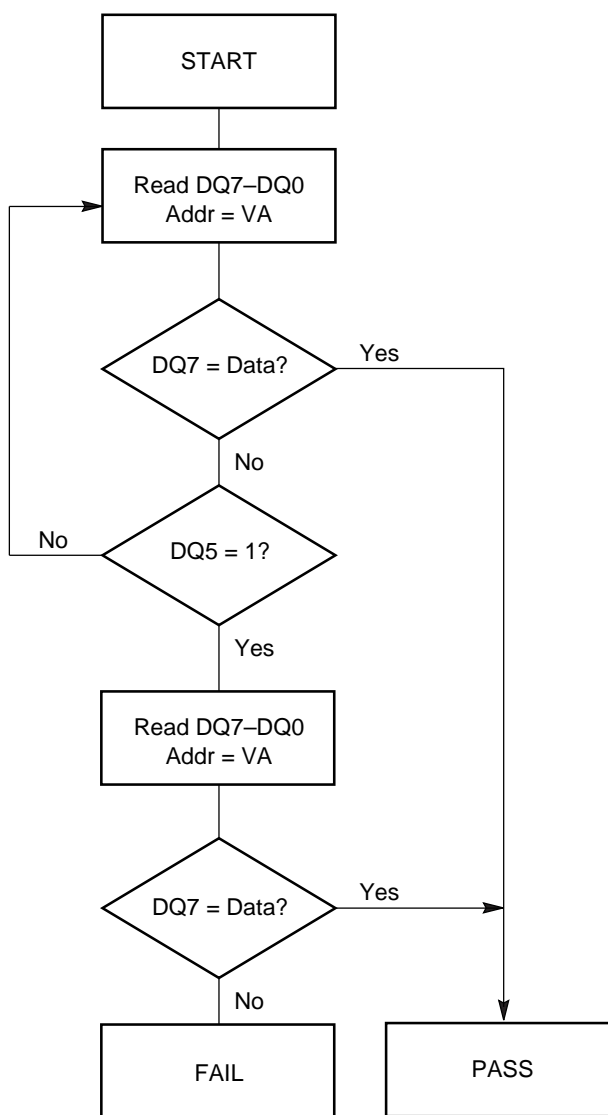 START
Read DQ7–DQ0
Addr = VA
DQ7 = Data?
Yes
No
DQ5 = 1?
No
Yes
Read DQ7–DQ0
Addr = VA
DQ7 = Data?
Yes
No
FAIL
PASS